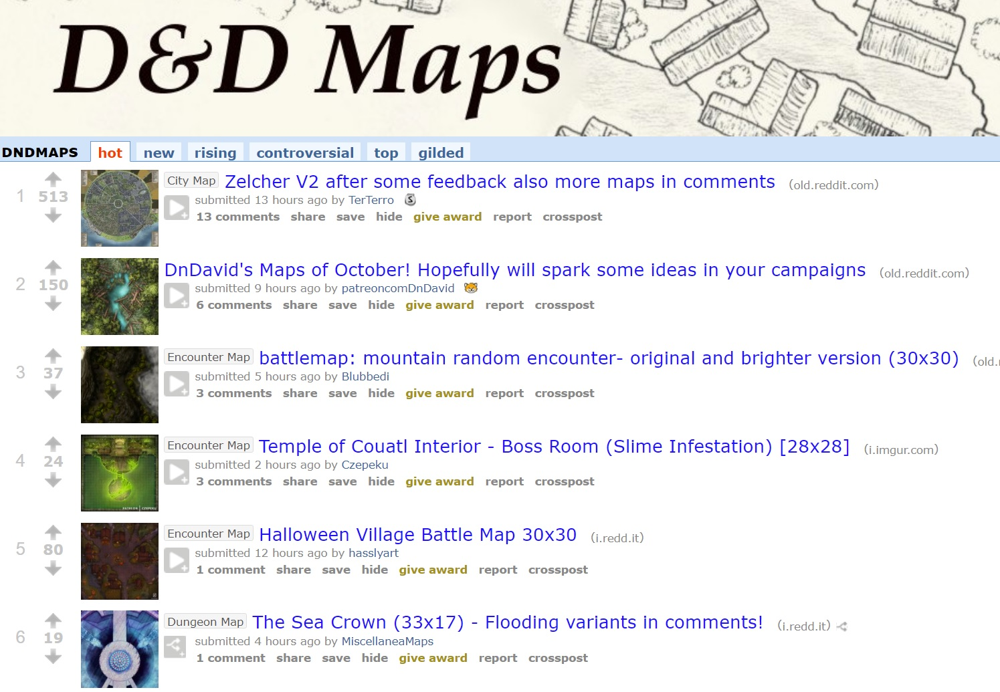 D&D Maps
DNDMAPS hot new rising controversial top gilded
1
513
City Map Zelcher V2 after some feedback also more maps in comments (old.reddit.com)
submitted 13 hours ago by TerTerro
13 comments share save hide give award report crosspost
2
150
DnDavid's Maps of October! Hopefully will spark some ideas in your campaigns (old.reddit.com)
submitted 9 hours ago by patreoncomDnDavid
6 comments share save hide give award report crosspost
3
37
Encounter Map battlemap: mountain random encounter- original and brighter version (30x30) (old.
submitted 5 hours ago by Blubbedi
3 comments share save hide give award report crosspost
4
24
Encounter Map Temple of Couatl Interior - Boss Room (Slime Infestation) [28x28] (i.imgur.com)
submitted 2 hours ago by Czepeku
3 comments share save hide give award report crosspost
PATREON | CZEPEKU
5
80
Encounter Map Halloween Village Battle Map 30x30 (i.redd.it)
submitted 12 hours ago by hasslyart
1 comment share save hide give award report crosspost
6
19
Dungeon Map The Sea Crown (33x17) - Flooding variants in comments! (i.redd.it)
submitted 4 hours ago by MiscellaneaMaps
1 comment share save hide give award report crosspost